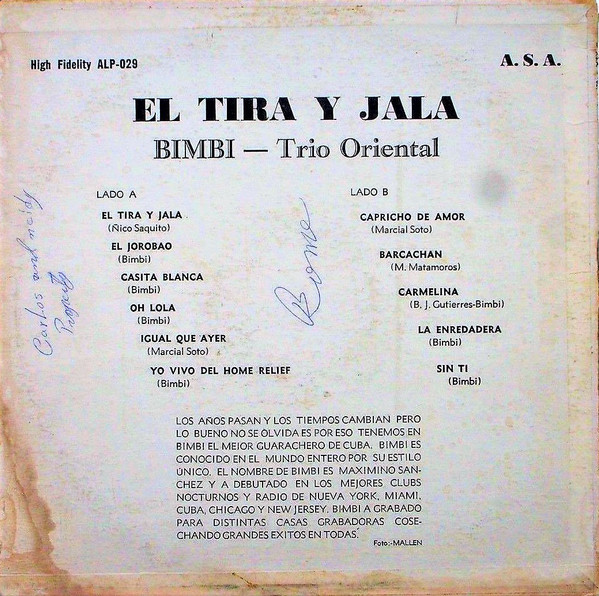 High Fidelity ALP-029
A. S. A.
EL TIRA Y JALA
BIMBI — Trio Oriental
LADO A
EL TIRA Y JALA
(Ñico Saquito)
EL JOROBAO
(Bimbi)
CASITA BLANCA
(Bimbi)
OH LOLA
(Bimbi)
IGUAL QUE AYER
(Marcial Soto)
YO VIVO DEL HOME RELIEF
(Bimbi)
LADO B
CAPRICHO DE AMOR
(Marcial Soto)
BARCACHAN
(M. Matamoros)
CARMELINA
(B. J. Gutierres-Bimbi)
LA ENREDADERA
(Bimbi)
SIN TI
(Bimbi)
Carlos and
Property
LOS AÑOS PASAN Y LOS TIEMPOS CAMBIAN PERO
LO BUENO NO SE OLVIDA ES POR ESO TENEMOS EN
BIMBI EL MEJOR GUARACHERO DE CUBA. BIMBI ES
CONOCIDO EN EL MUNDO ENTERO POR SU ESTILO
ÚNICO. EL NOMBRE DE BIMBI ES MAXIMINO SAN-
CHEZ Y A DEBUTADO EN LOS MEJORES CLUBS
NOCTURNOS Y RADIO DE NUEVA YORK, MIAMI,
CUBA, CHICAGO Y NEW JERSEY. BIMBI A GRABADO
PARA DISTINTAS CASAS GRABADORAS COSE-
CHANDO GRANDES EXITOS EN TODAS.
Foto:-MALLEN